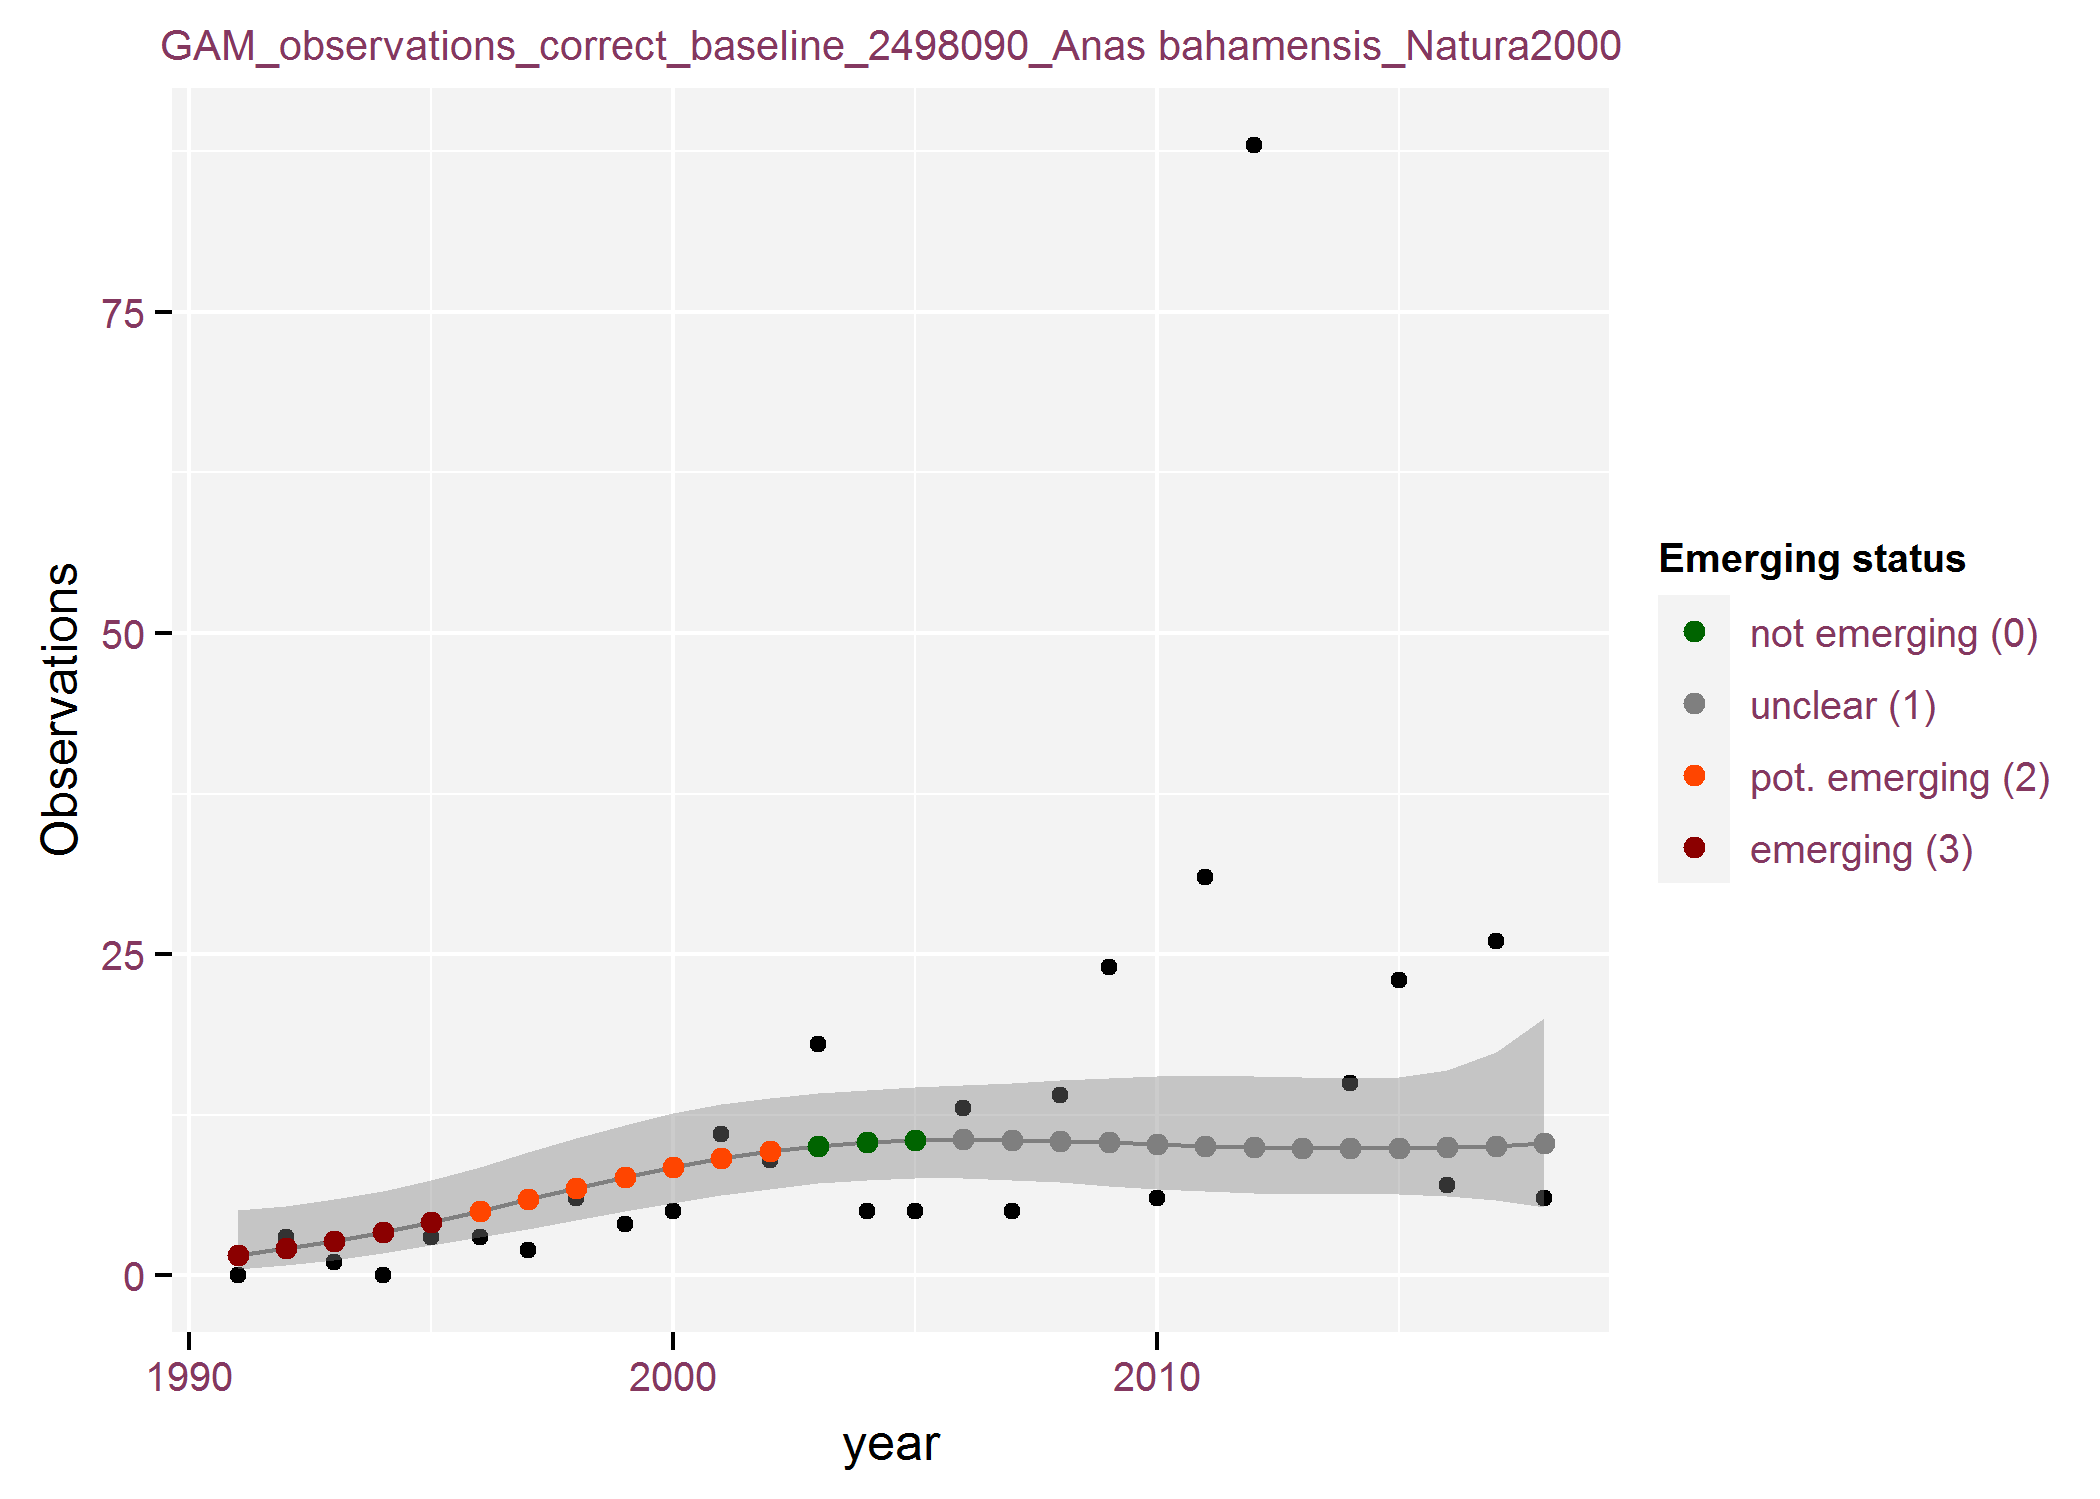 GAM_observations_correct_baseline_2498090_Anas bahamensis_Natura2000
Observations
75
50
25
0
1990
2000
2010
year
Emerging status
not emerging (0)
unclear (1)
pot. emerging (2)
emerging (3)